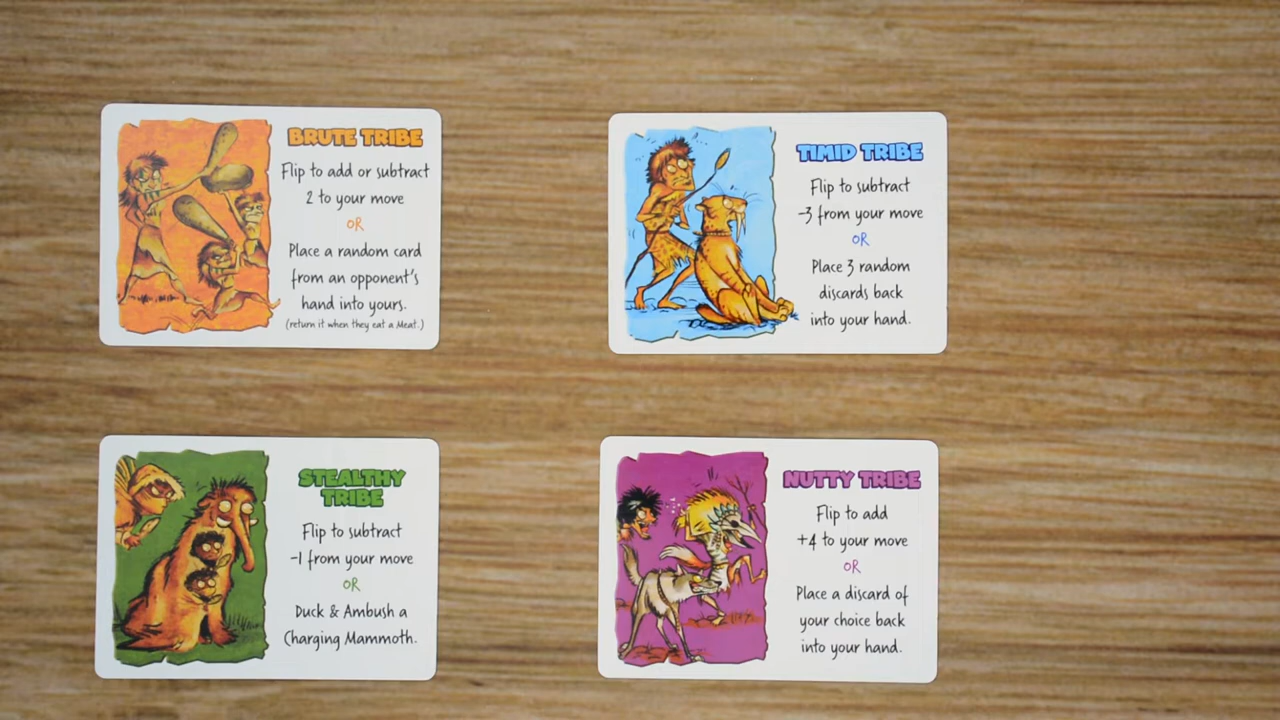 BRUTE TRIBE
Flip to add or subtract
2 to your move
OR
Place a random card
from an opponent's
hand into yours.
(return it when they eat a Meat.)
TIMID TRIBE
Flip to subtract
-3 from your move
OR
Place 3 random
discards back
into your hand.
STEALTHY
TRIBE
Flip to subtract
-1 from your move
OR
Duck & Ambush a
Charging Mammoth.
NUTTY TRIBE
Flip to add
+4 to your move
OR
Place a discard of
your choice back
into your hand.